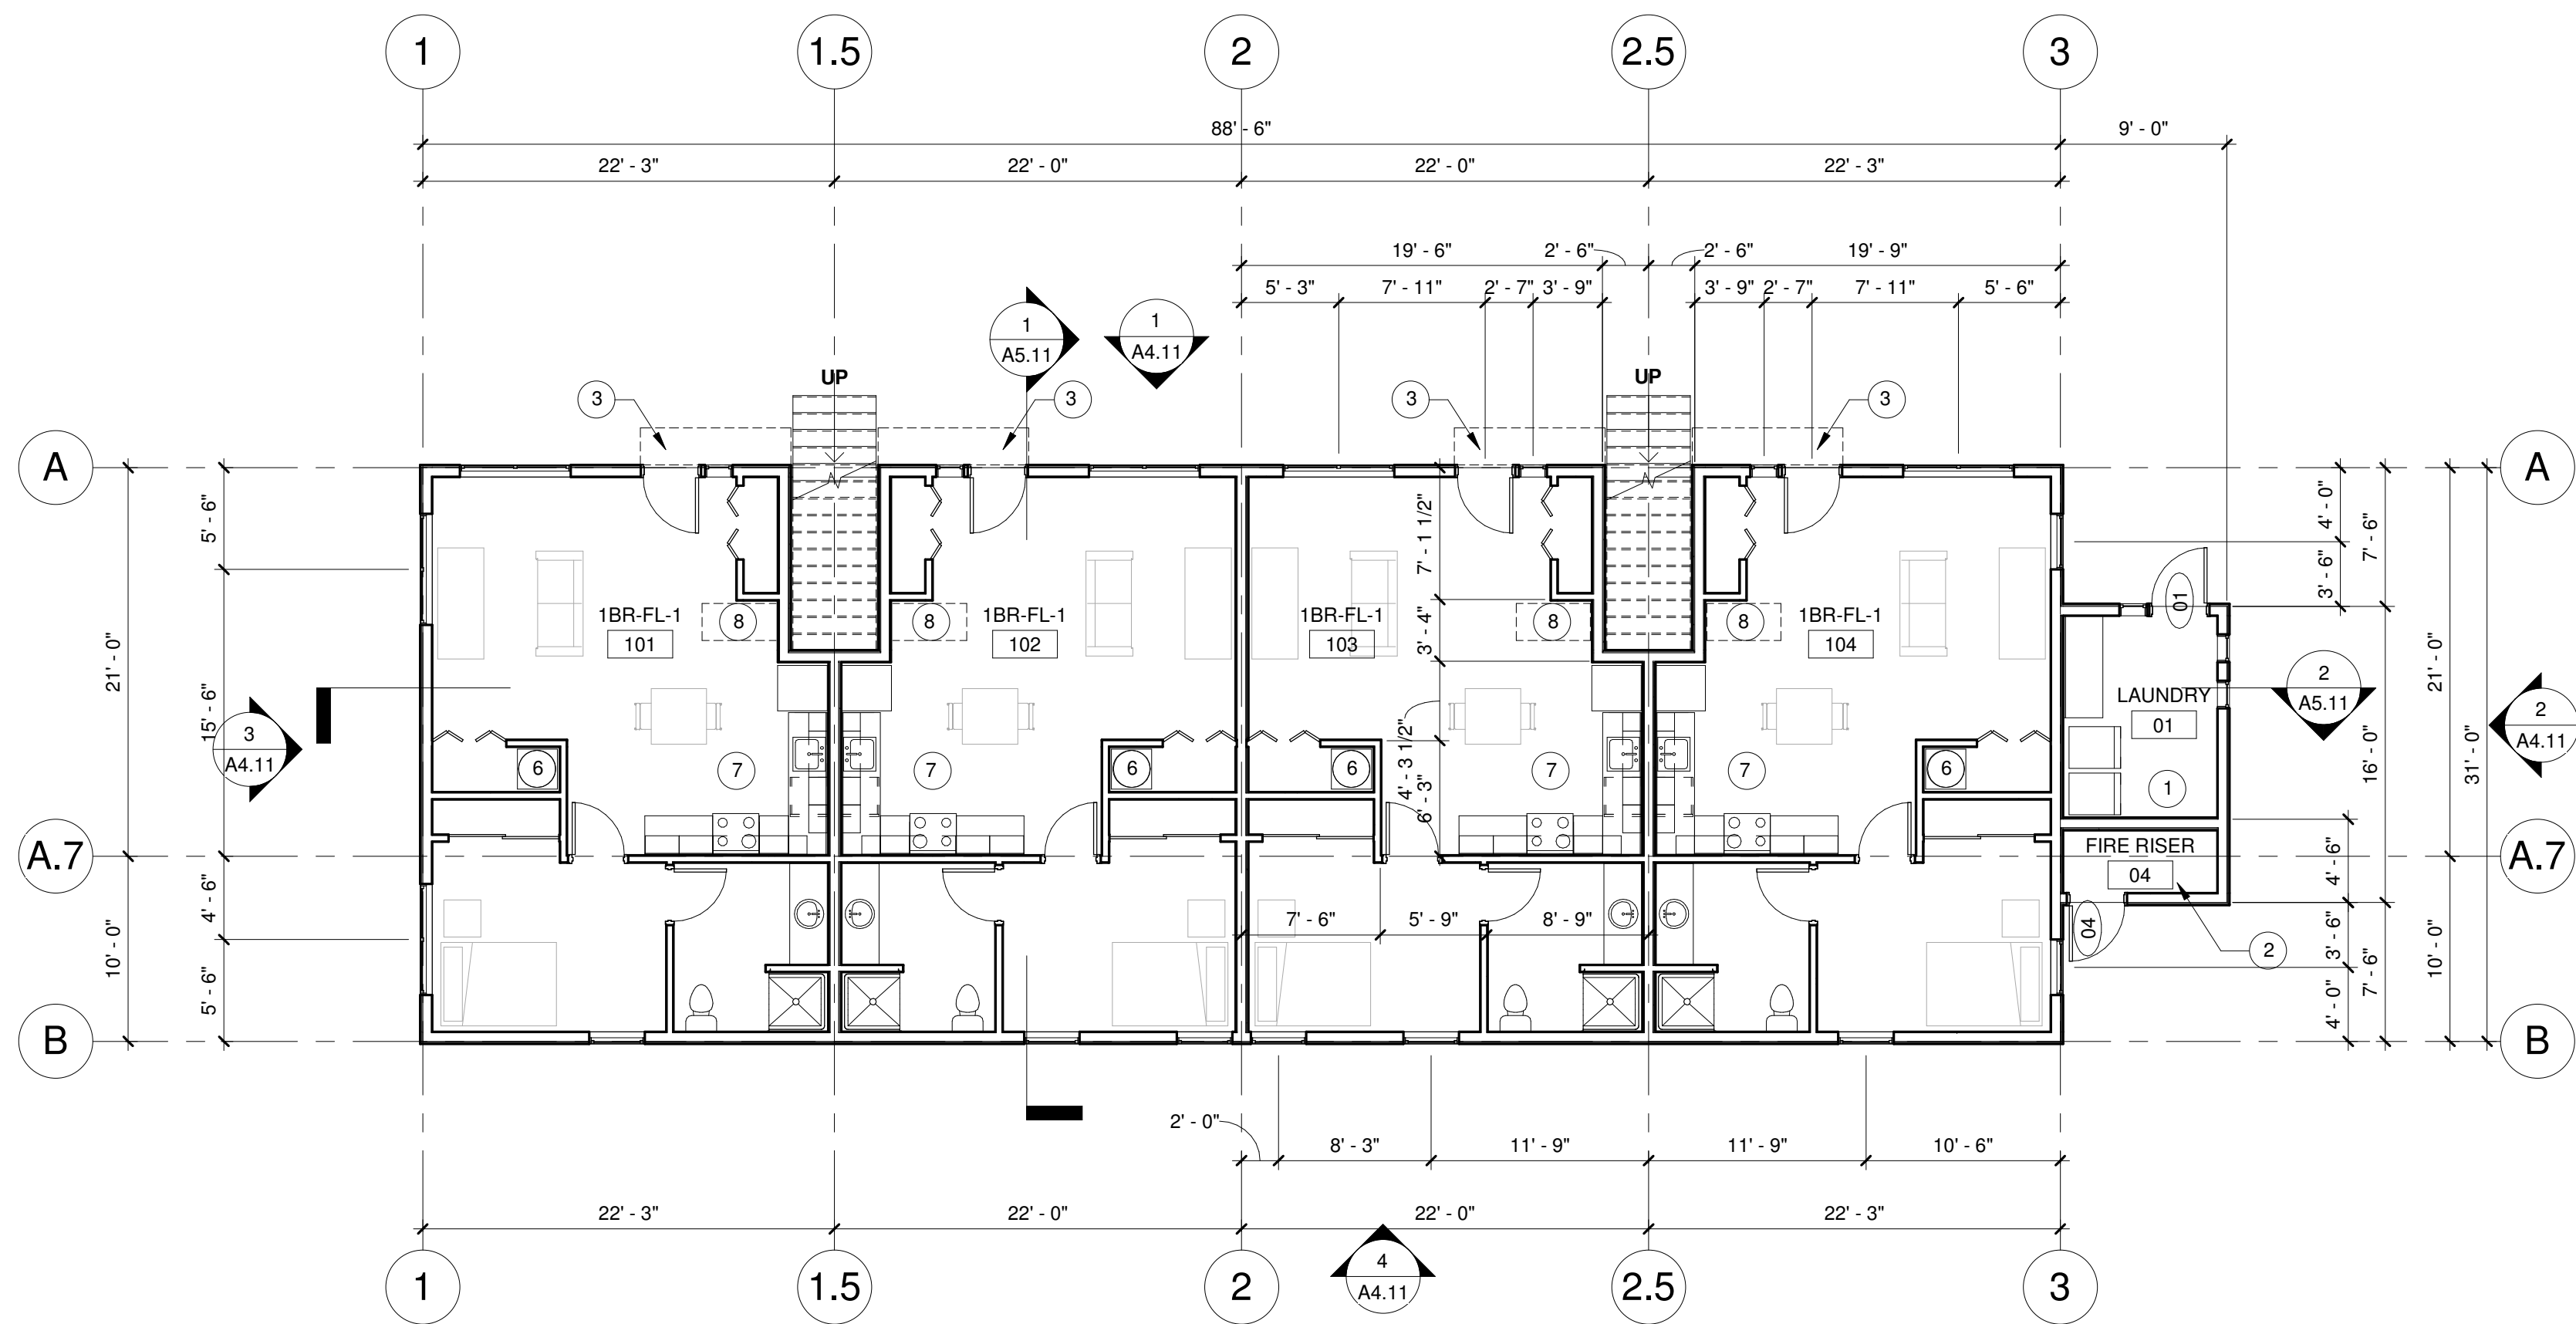 1 1.5 2 2.5 3
88' - 6" 9' - 0"
22' - 3" 22' - 0" 22' - 0" 22' - 3"
19' - 6" 2' - 6" 2' - 6" 19' - 9"
5' - 3" 7' - 11" 2' - 7" 3' - 9" 3' - 9" 2' - 7" 7' - 11" 5' - 6"
1
A5.11
1
A4.11
UP UP
3 3 3 3
A A
5' - 6"
21' - 0"
15' - 6"
7' - 1 1/2"
3' - 4"
4' - 3 1/2"
6' - 3"
4' - 0"
3' - 6"
7' - 6"
21' - 0"
16' - 0"
31' - 0"
01
1BR-FL-1 8 8 1BR-FL-1 1BR-FL-1 8 8 1BR-FL-1
101 102 103 104
LAUNDRY
01
2
A5.11
3
A4.11
2
A4.11
6 7 7 6 6 7 7 6 1
A.7 A.7
FIRE RISER
04
4' - 6"
10' - 0"
5' - 6"
7' - 6" 5' - 9" 8' - 9"
04
2
4' - 6"
3' - 6"
4' - 0"
7' - 6"
10' - 0"
B B
2' - 0"
8' - 3" 11' - 9" 11' - 9" 10' - 6"
22' - 3" 22' - 0" 22' - 0" 22' - 3"
4
A4.11
1 1.5 2 2.5 3